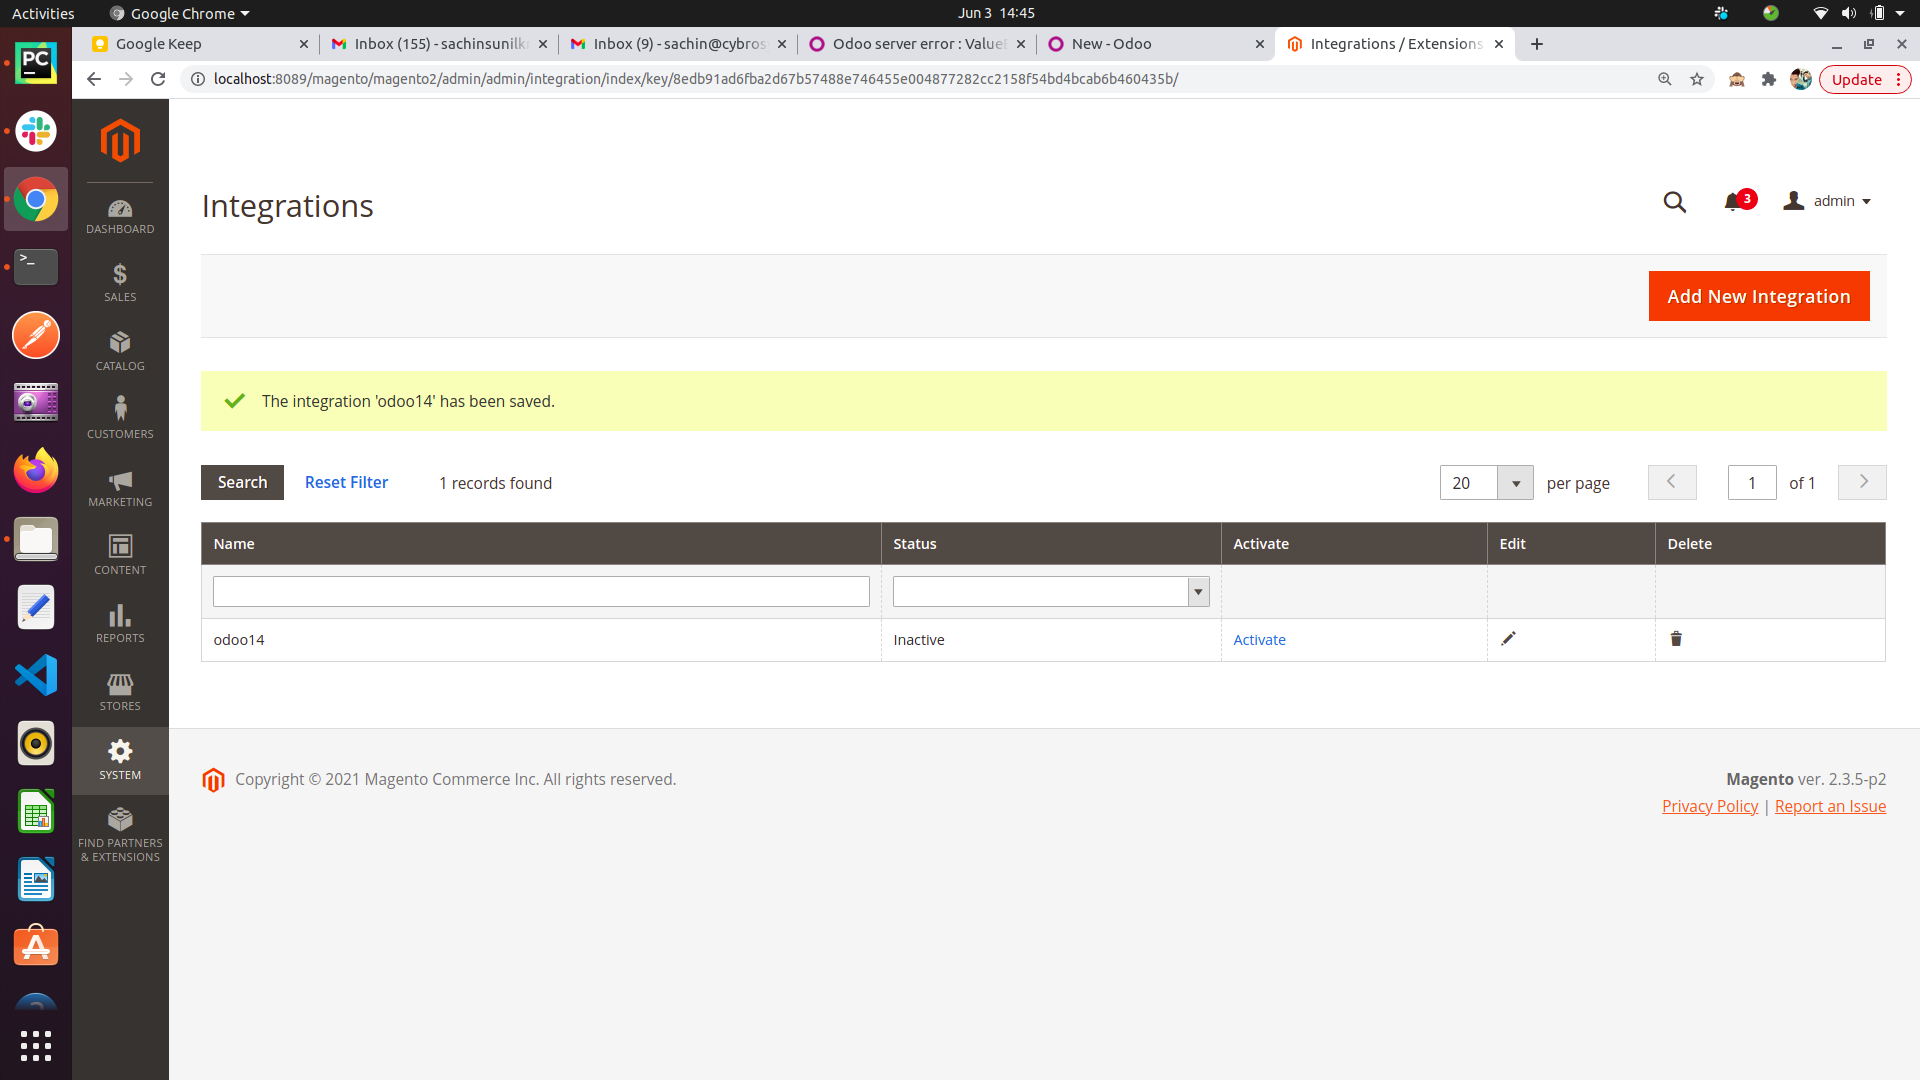 Activities
Google Chrome
Jun 3 14:45
Google Keep
Inbox (155) - sachinsunilk
Inbox (9) - sachin@cybros
Odoo server error : Value
New - Odoo
Integrations / Extensions
localhost:8089/magento/magento2/admin/admin/integration/index/key/8edb91ad6fba2d67b57488e746455e004877282cc2158f54bd4bcab6b460435b/
Update
PC
>_
DASHBOARD
SALES
CATALOG
CUSTOMERS
MARKETING
CONTENT
REPORTS
STORES
SYSTEM
FIND PARTNERS
& EXTENSIONS
Integrations
3
admin
Add New Integration
The integration 'odoo14' has been saved.
Search
Reset Filter
1 records found
20
per page
1
of 1
Name
Status
Activate
Edit
Delete
odoo14
Inactive
Activate
Copyright © 2021 Magento Commerce Inc. All rights reserved.
Magento ver. 2.3.5-p2
Privacy Policy | Report an Issue